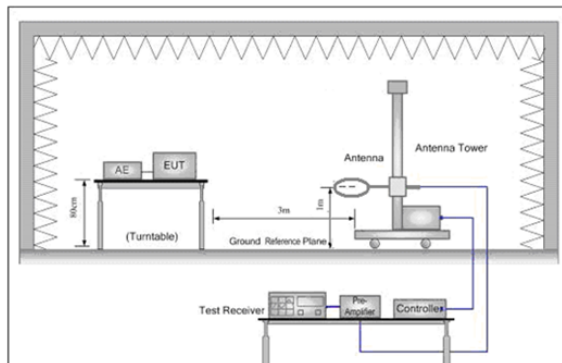 Antenna
Antenna Tower
AE
EUT
80cm
(Turntable)
3m
1m
Ground Reference Plane
Test Receiver
Pre-
Amplifier
Controller